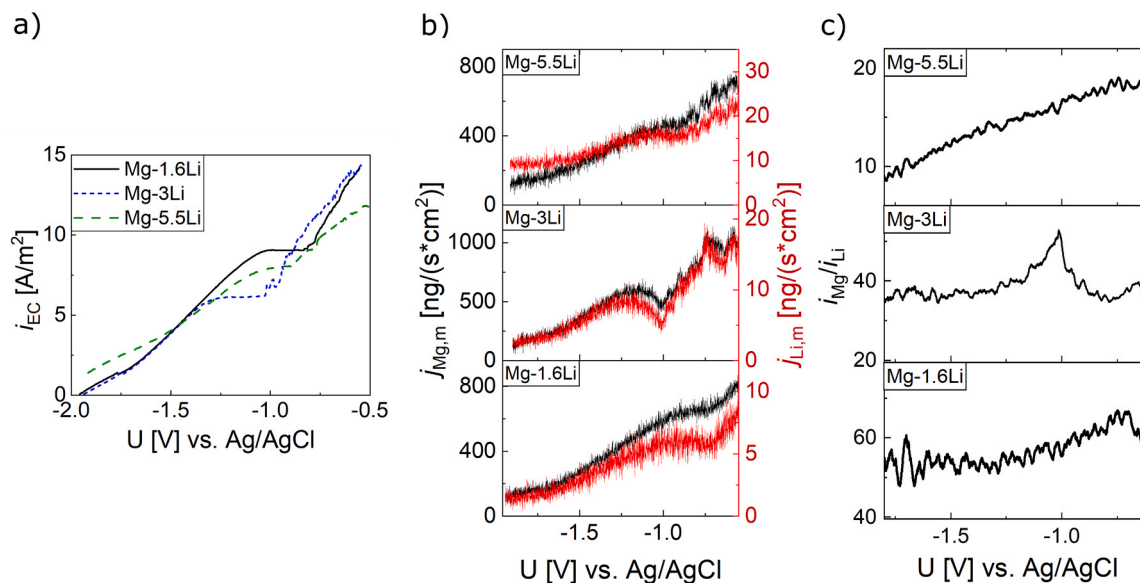 a)
15
10
5
0
i_EC [A/m²]
Mg-1.6Li
Mg-3Li
Mg-5.5Li
-2.0 -1.5 -1.0 -0.5
U [V] vs. Ag/AgCl
b)
Mg-5.5Li
800
400
0
30
20
10
0
Mg-3Li
1000
500
0
20
15
10
5
0
Mg-1.6Li
800
400
0
10
5
0
j_Mg,m [ng/(s*cm²)]
j_Li,m [ng/(s*cm²)]
-1.5 -1.0
U [V] vs. Ag/AgCl
c)
Mg-5.5Li
20
10
Mg-3Li
40
20
Mg-1.6Li
60
40
i_Mg/i_Li
-1.5 -1.0
U [V] vs. Ag/AgCl